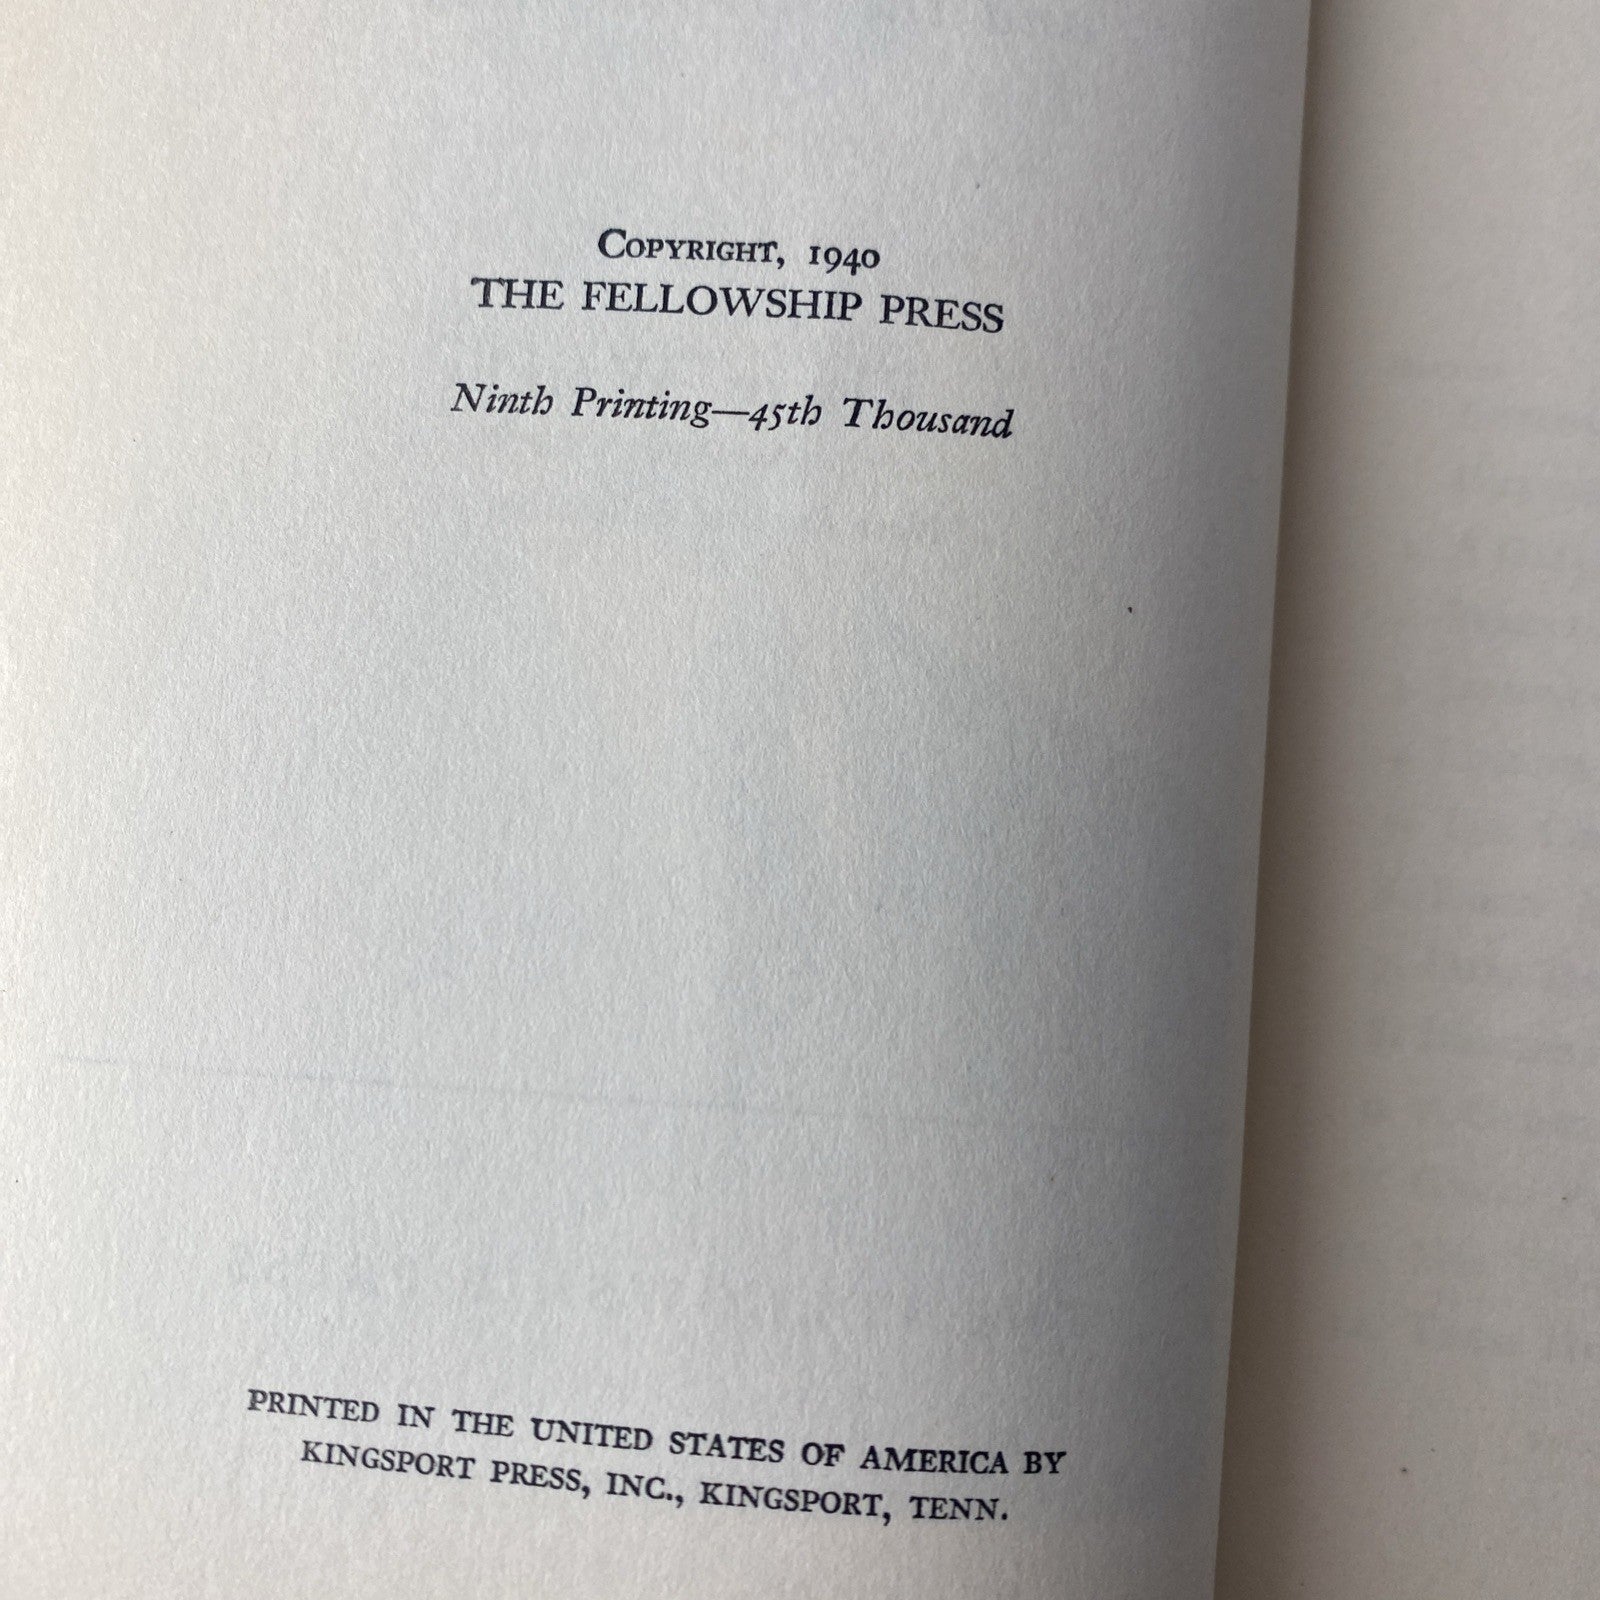 Copyright, 1940
THE FELLOWSHIP PRESS
Ninth Printing—45th Thousand
PRINTED IN THE UNITED STATES OF AMERICA BY
KINGSPORT PRESS, INC., KINGSPORT, TENN.